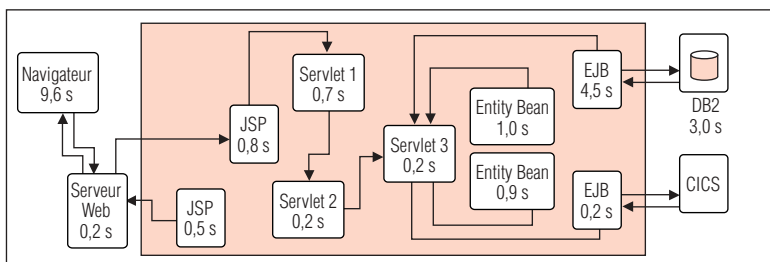 Navigateur
9,6 s
Serveur
Web
0,2 s
JSP
0,5 s
JSP
0,8 s
Servlet 1
0,7 s
Servlet 2
0,2 s
Servlet 3
0,2 s
Entity Bean
1,0 s
Entity Bean
0,9 s
EJB
4,5 s
EJB
0,2 s
DB2
3,0 s
CICS